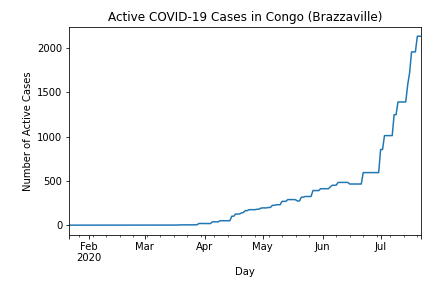 Active COVID-19 Cases in Congo (Brazzaville)
2000
1500
1000
500
0
Number of Active Cases
Feb Mar Apr May Jun Jul
2020
Day